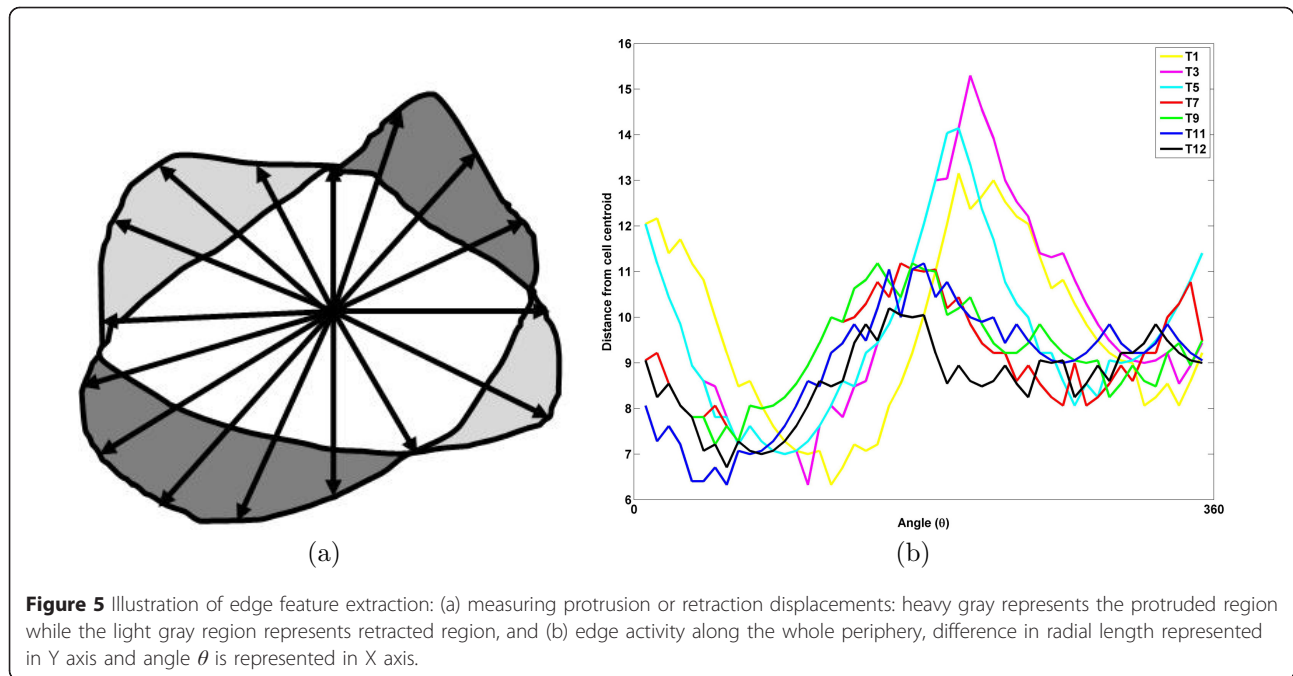 16
15
14
13
12
11
10
9
8
7
6
Distance from cell centroid
T1
T3
T5
T7
T9
T11
T12
0
360
Angle (θ)
(a)
(b)
Figure 5 Illustration of edge feature extraction: (a) measuring protrusion or retraction displacements: heavy gray represents the protruded region
while the light gray region represents retracted region, and (b) edge activity along the whole periphery, difference in radial length represented
in Y axis and angle θ is represented in X axis.